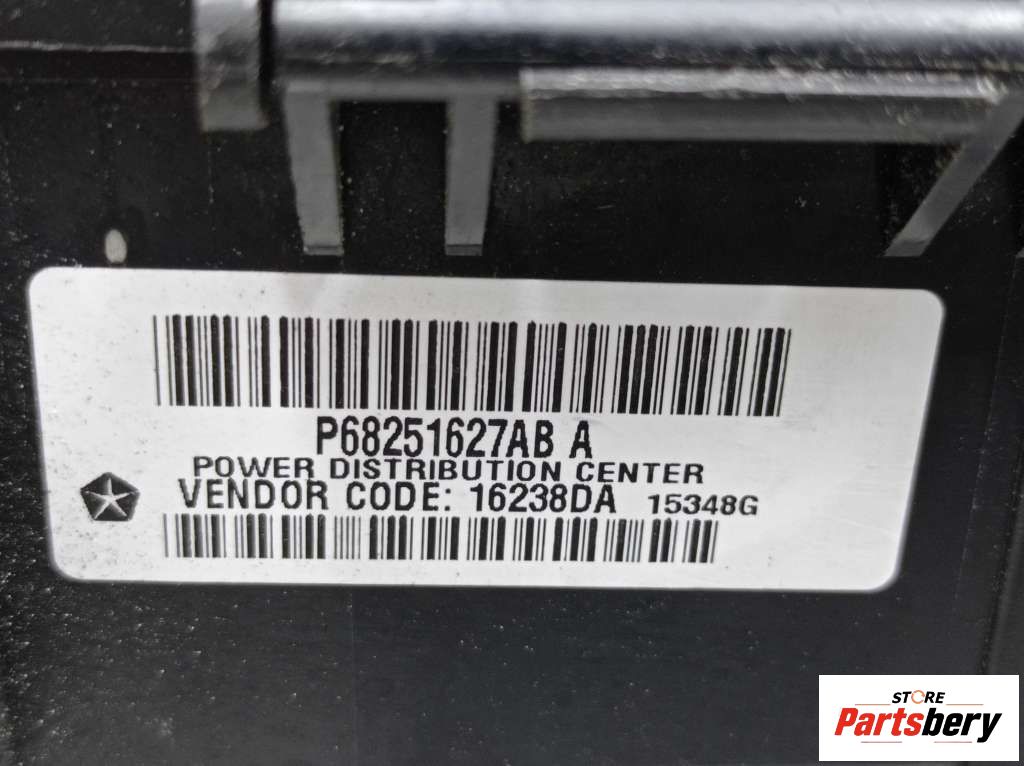 P68251627AB A
POWER DISTRIBUTION CENTER
VENDOR CODE: 16238DA 15348G
STORE
Partsbery